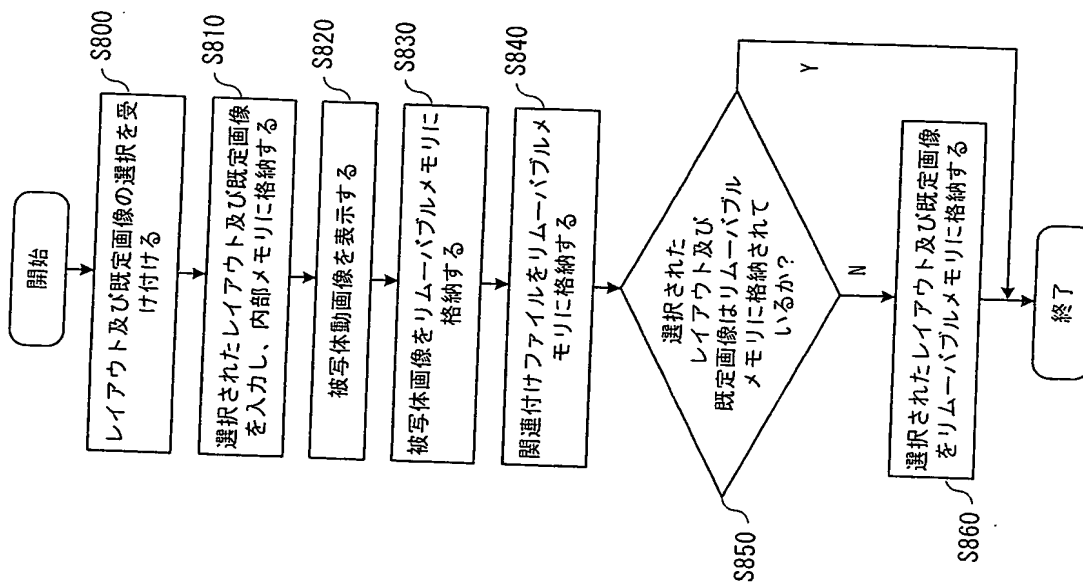 開始
S800
レイアウト及び既定画像の選択を受
け付ける
S810
選択されたレイアウト及び既定画像
を入力し、内部メモリに格納する
S820
被写体動画像を表示する
S830
被写体画像をリムーバブルメモリに
格納する
S840
関連付けファイルをリムーバブルメ
モリに格納する
S850
選択された
レイアウト及び
既定画像はリムーバブル
メモリに格納されて
いるか？
Y
N
S860
選択されたレイアウト及び既定画像
をリムーバブルメモリに格納する
終了